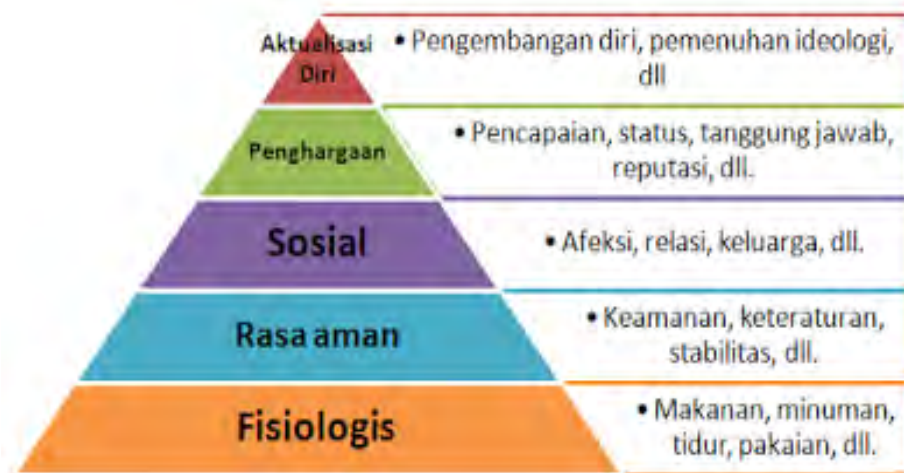 Aktualisasi
Diri
• Pengembangan diri, pemenuhan ideologi,
dll
Penghargaan
• Pencapaian, status, tanggung jawab,
reputasi, dll.
Sosial
• Afeksi, relasi, keluarga, dll.
Rasa aman
• Keamanan, keteraturan,
stabilitas, dll.
Fisiologis
• Makanan, minuman,
tidur, pakaian, dll.